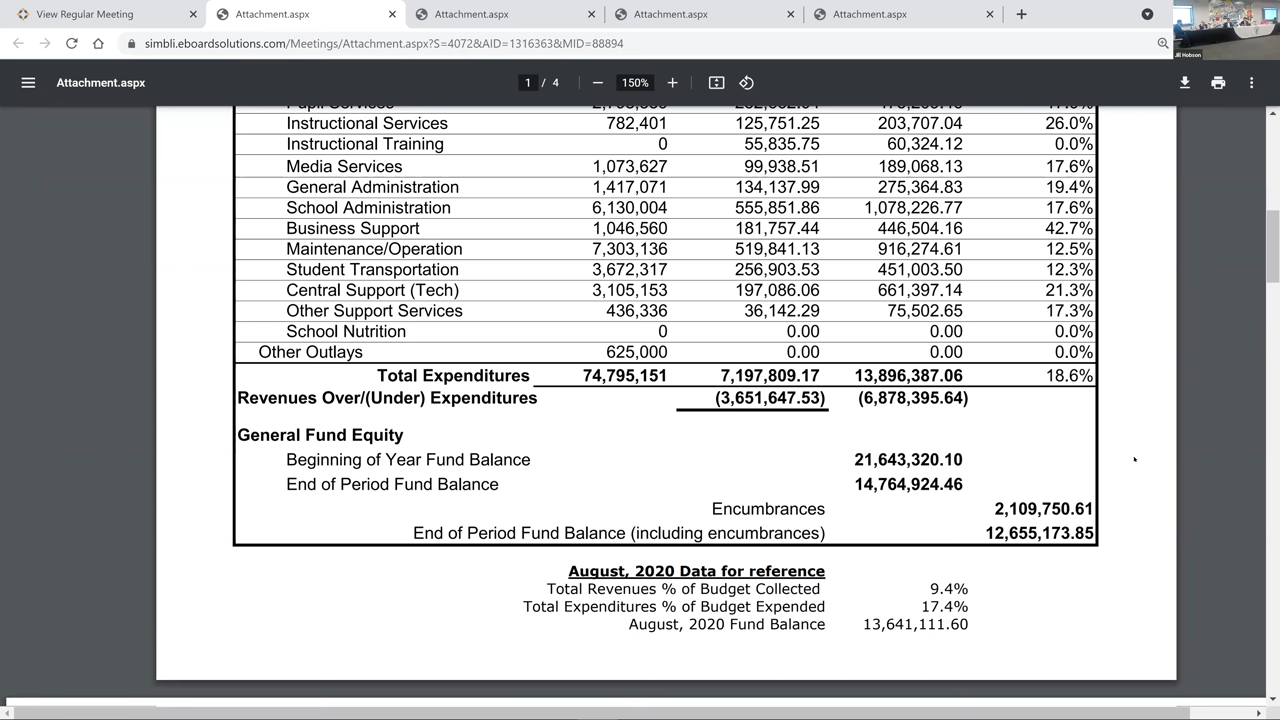 View Regular Meeting
Attachment.aspx
Attachment.aspx
Attachment.aspx
Attachment.aspx
simbli.eboardsolutions.com/Meetings/Attachment.aspx?S=4072&AID=1316363&MID=88894
Jill Hobson
Attachment.aspx
1 / 4
150%
Pupil Services
Instructional Services 782,401 125,751.25 203,707.04 26.0%
Instructional Training 0 55,835.75 60,324.12 0.0%
Media Services 1,073,627 99,938.51 189,068.13 17.6%
General Administration 1,417,071 134,137.99 275,364.83 19.4%
School Administration 6,130,004 555,851.86 1,078,226.77 17.6%
Business Support 1,046,560 181,757.44 446,504.16 42.7%
Maintenance/Operation 7,303,136 519,841.13 916,274.61 12.5%
Student Transportation 3,672,317 256,903.53 451,003.50 12.3%
Central Support (Tech) 3,105,153 197,086.06 661,397.14 21.3%
Other Support Services 436,336 36,142.29 75,502.65 17.3%
School Nutrition 0 0.00 0.00 0.0%
Other Outlays 625,000 0.00 0.00 0.0%
Total Expenditures 74,795,151 7,197,809.17 13,896,387.06 18.6%
Revenues Over/(Under) Expenditures (3,651,647.53) (6,878,395.64)
General Fund Equity
Beginning of Year Fund Balance 21,643,320.10
End of Period Fund Balance 14,764,924.46
Encumbrances 2,109,750.61
End of Period Fund Balance (including encumbrances) 12,655,173.85
August, 2020 Data for reference
Total Revenues % of Budget Collected 9.4%
Total Expenditures % of Budget Expended 17.4%
August, 2020 Fund Balance 13,641,111.60